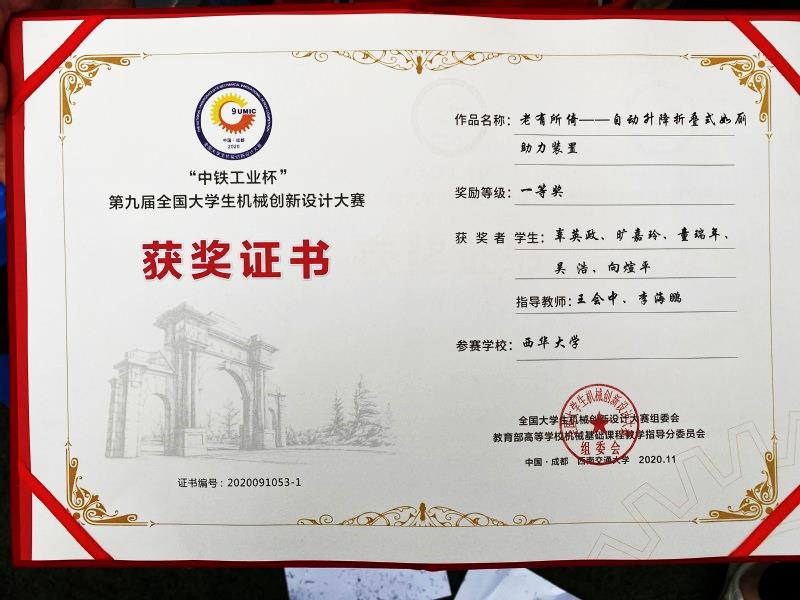 9 UMIC
中国·成都
2020
“中铁工业杯”
第九届全国大学生机械创新设计大赛
获奖证书
证书编号：2020091053-1
作品名称：老有所倚——自动升降折叠式如厕
助力装置
奖励等级：一等奖
获奖者 学生：辜英政、旷嘉玲、童瑞年、
吴浩、向煊平
指导教师：王会中、李海鹏
参赛学校：西华大学
全国大学生机械创新设计大赛组委会
教育部高等学校机械基础课程教学指导分委员会
中国·成都 西南交通大学 2020.11
全国大学生机械创新设计大赛
组委会